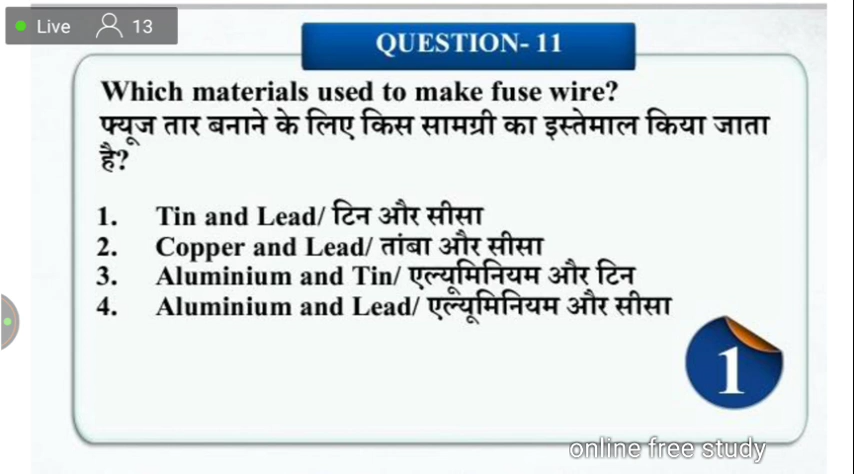 Live 13
QUESTION- 11
Which materials used to make fuse wire?
फ्यूज तार बनाने के लिए किस सामग्री का इस्तेमाल किया जाता
है?
1. Tin and Lead/ टिन और सीसा
2. Copper and Lead/ तांबा और सीसा
3. Aluminium and Tin/ एल्यूमिनियम और टिन
4. Aluminium and Lead/ एल्यूमिनियम और सीसा
1
online free study